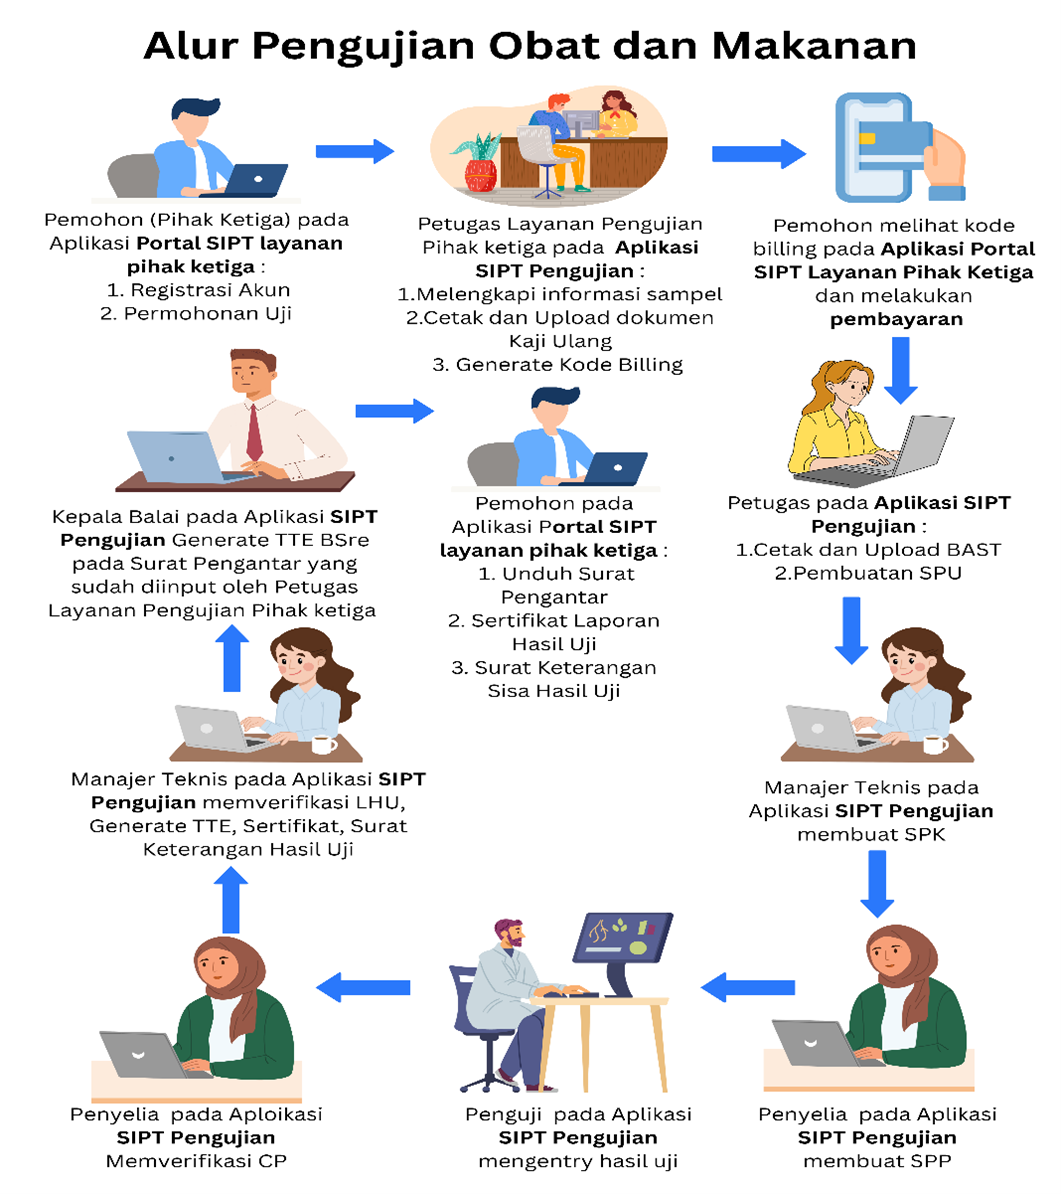 Alur Pengujian Obat dan Makanan
Pemohon (Pihak Ketiga) pada
Aplikasi Portal SIPT layanan
pihak ketiga :
1. Registrasi Akun
2. Permohonan Uji
Petugas Layanan Pengujian
Pihak ketiga pada Aplikasi
SIPT Pengujian :
1.Melengkapi informasi sampel
2.Cetak dan Upload dokumen
Kaji Ulang
3. Generate Kode Billing
Pemohon melihat kode
billing pada Aplikasi Portal
SIPT Layanan Pihak Ketiga
dan melakukan
pembayaran
Petugas pada Aplikasi SIPT
Pengujian :
1.Cetak dan Upload BAST
2.Pembuatan SPU
Manajer Teknis pada
Aplikasi SIPT Pengujian
membuat SPK
Penyelia pada Aplikasi
SIPT Pengujian
membuat SPP
Penguji pada Aplikasi
SIPT Pengujian
mengentry hasil uji
Penyelia pada Aploikasi
SIPT Pengujian
Memverifikasi CP
Manajer Teknis pada Aplikasi SIPT
Pengujian memverifikasi LHU,
Generate TTE, Sertifikat, Surat
Keterangan Hasil Uji
Kepala Balai pada Aplikasi SIPT
Pengujian Generate TTE BSre
pada Surat Pengantar yang
sudah diinput oleh Petugas
Layanan Pengujian Pihak ketiga
Pemohon pada
Aplikasi Portal SIPT
layanan pihak ketiga :
1. Unduh Surat
Pengantar
2. Sertifikat Laporan
Hasil Uji
3. Surat Keterangan
Sisa Hasil Uji